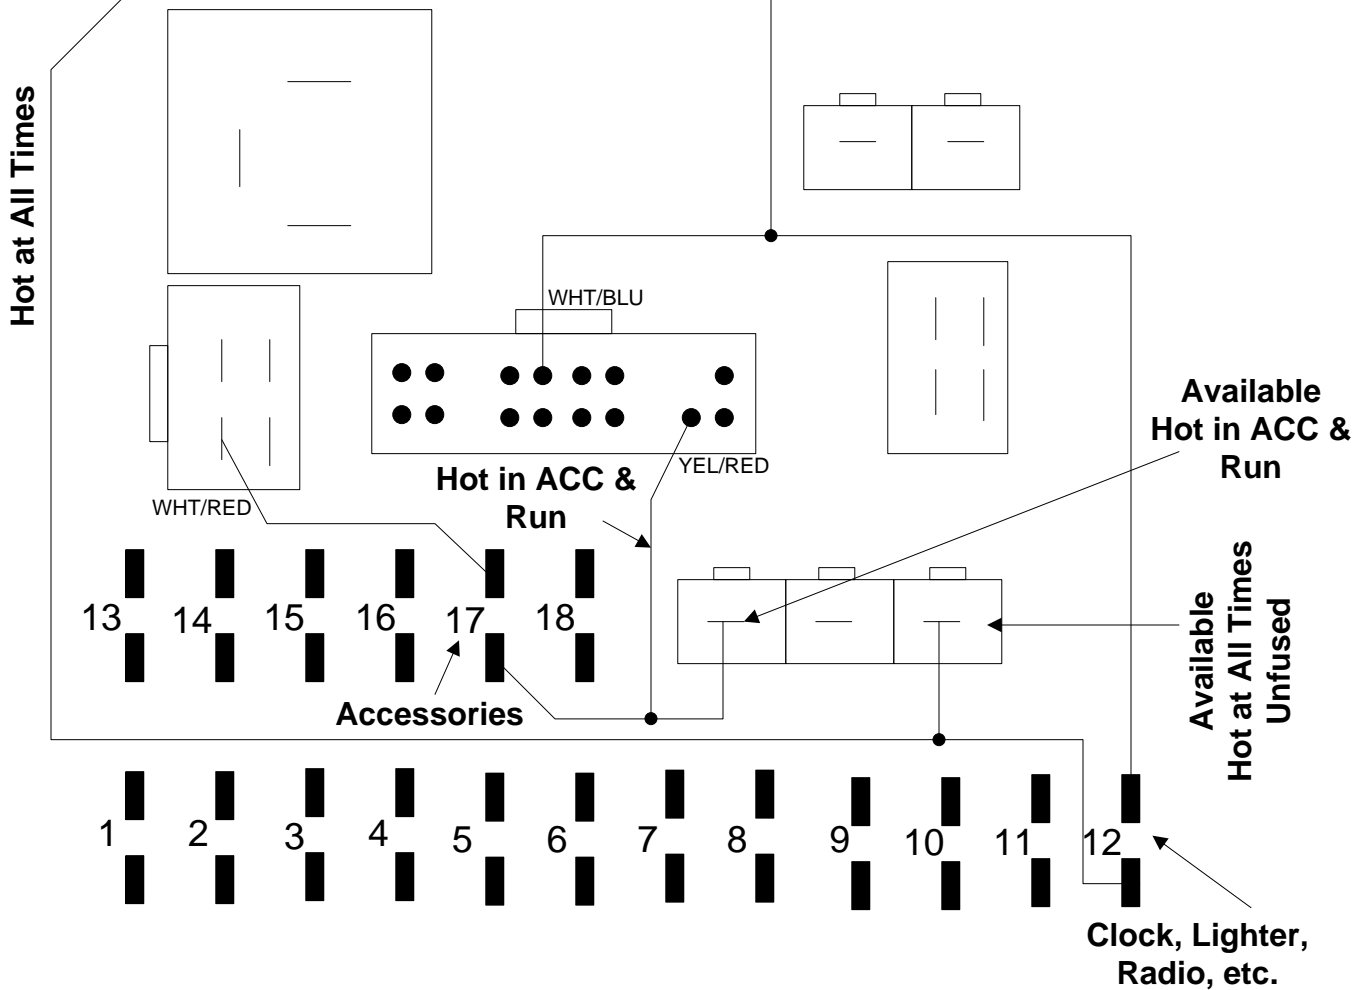 Hot at All Times
WHT/BLU
Available
Hot in ACC &
Run
YEL/RED
Hot in ACC &
Run
WHT/RED
13
14
15
16
17
18
Available
Hot at All Times
Unfused
Accessories
1
2
3
4
5
6
7
8
9
10
11
12
Clock, Lighter,
Radio, etc.